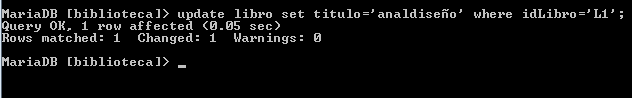 MariaDB [biblioteca]> update libro set titulo='analdiseño' where idLibro='L1';
Query OK, 1 row affected (0.05 sec)
Rows matched: 1  Changed: 1  Warnings: 0
MariaDB [biblioteca]> _